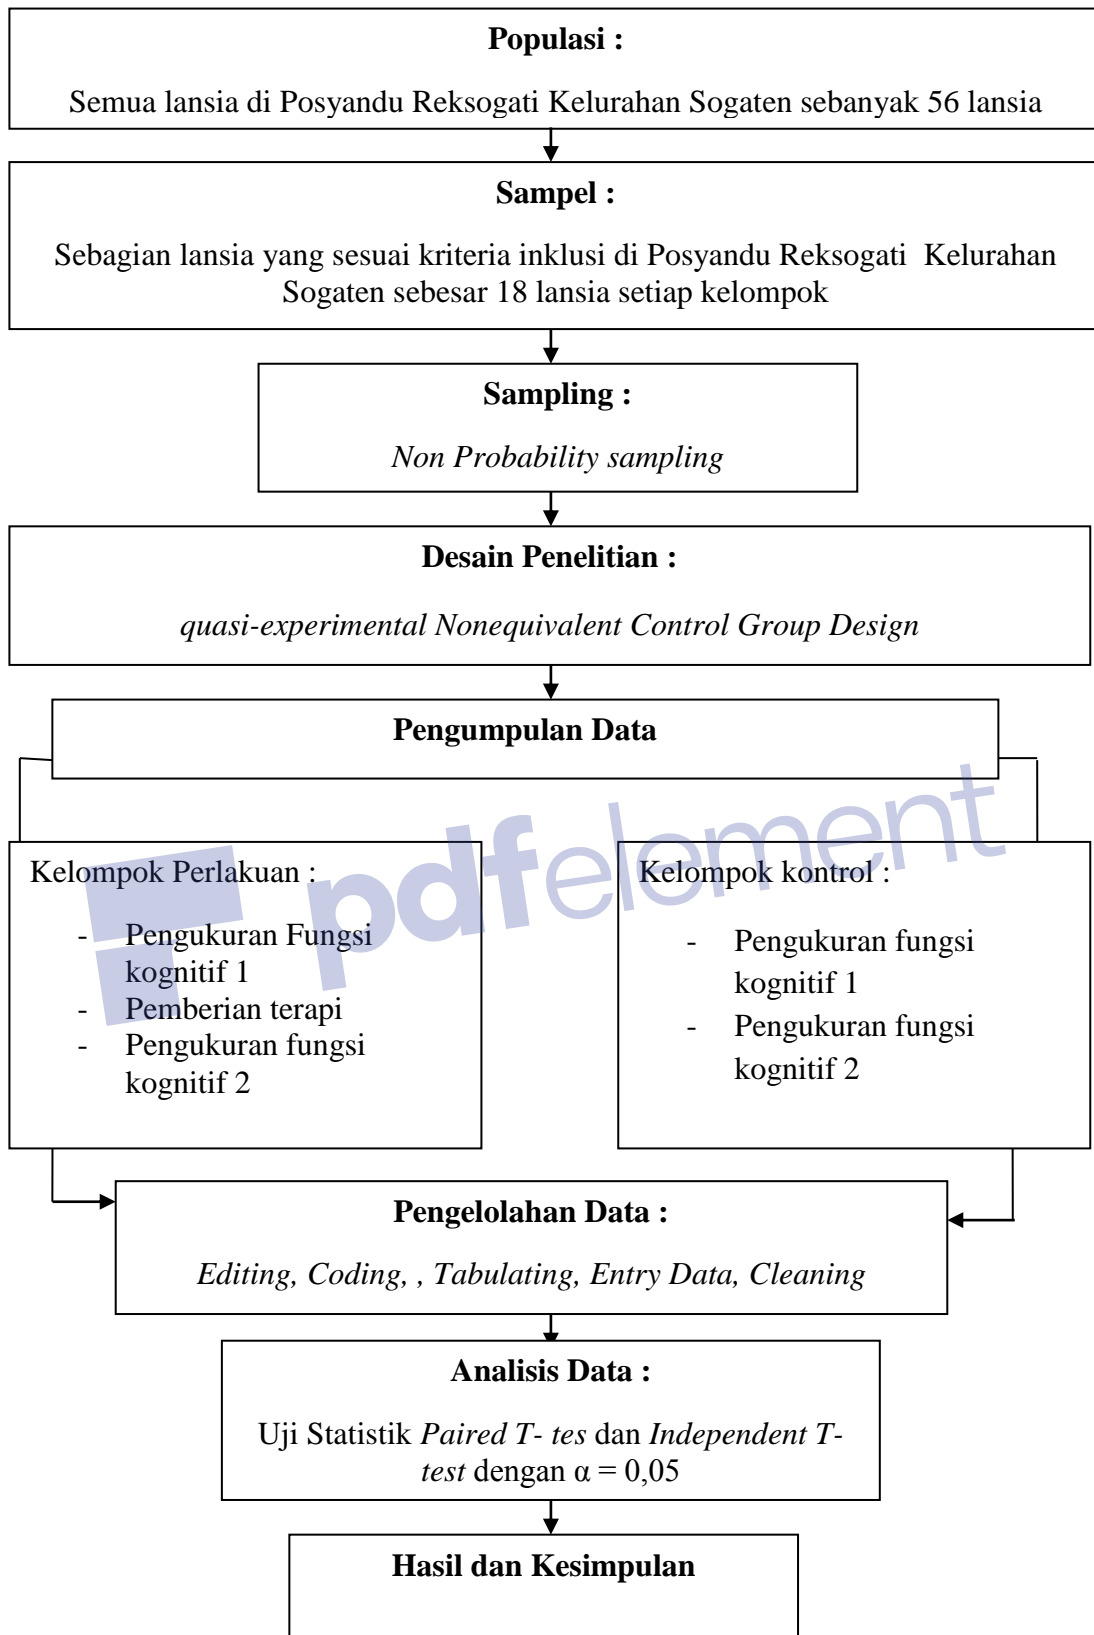 Populasi :
Semua lansia di Posyandu Reksogati Kelurahan Sogaten sebanyak 56 lansia
Sampel :
Sebagian lansia yang sesuai kriteria inklusi di Posyandu Reksogati Kelurahan
Sogaten sebesar 18 lansia setiap kelompok
Sampling :
Non Probability sampling
Desain Penelitian :
quasi-experimental Nonequivalent Control Group Design
Pengumpulan Data
pdfelement
Kelompok Perlakuan :
- Pengukuran Fungsi
kognitif 1
- Pemberian terapi
- Pengukuran fungsi
kognitif 2
Kelompok kontrol :
- Pengukuran fungsi
kognitif 1
- Pengukuran fungsi
kognitif 2
Pengelolahan Data :
Editing, Coding, , Tabulating, Entry Data, Cleaning
Analisis Data :
Uji Statistik Paired T- tes dan Independent T-
test dengan α = 0,05
Hasil dan Kesimpulan